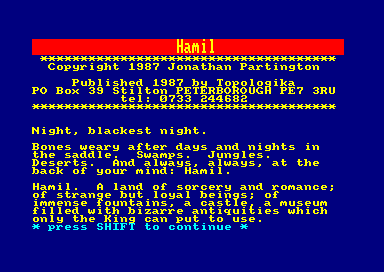 Hamil
************************************
Copyright 1987 Jonathan Partington
Published 1987 by Topologika
PO Box 39 Stilton PETERBOROUGH PE7 3RU
tel: 0733 244682
**************************************
Night, blackest night.
Bones weary after days and nights in
the saddle.  Swamps.  Jungles.
Deserts.  And always, always, at the
back of your mind: Hamil.
Hamil.  A land of sorcery and romance;
of strange but loyal beings; of
immense fountains, a castle, a museum
filled with bizarre antiquities which
only the King can put to use.
* press SHIFT to continue *